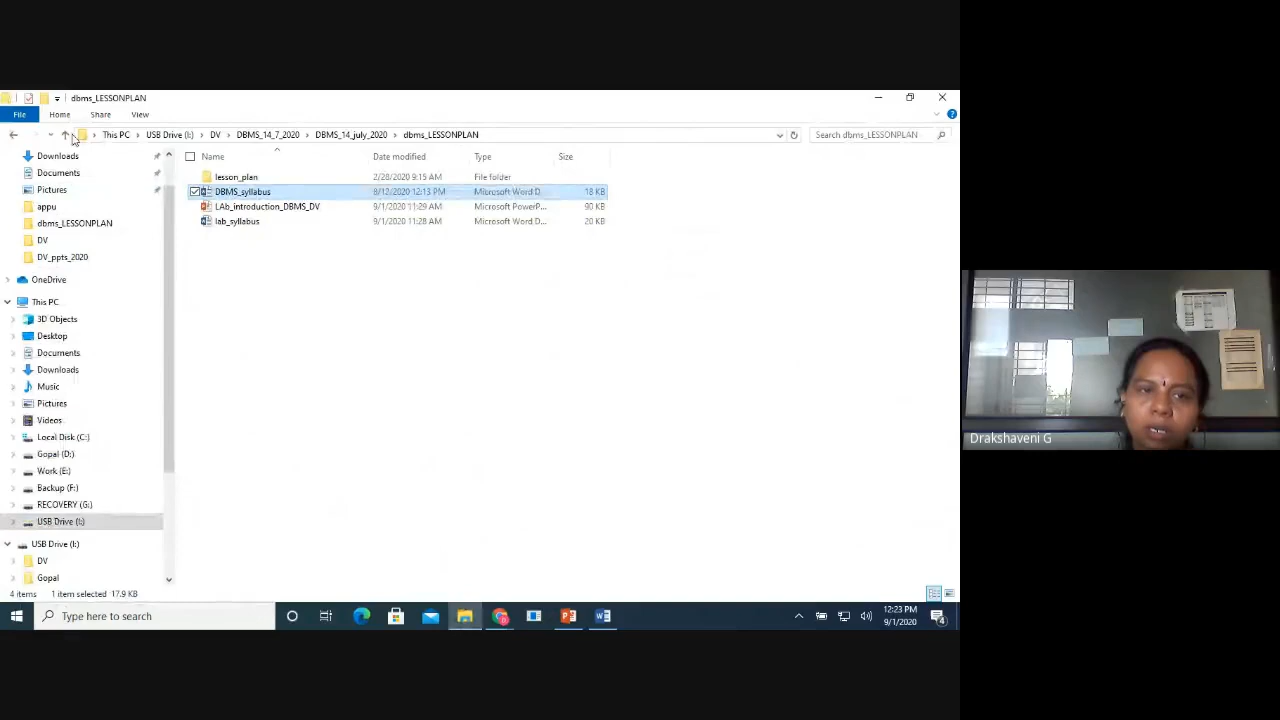 dbms_LESSONPLAN
File Home Share View
This PC USB Drive (I:) DV DBMS_14_7_2020 DBMS_14_july_2020 dbms_LESSONPLAN
Search dbms_LESSONPLAN
Downloads
Documents
Pictures
appu
dbms_LESSONPLAN
DV
DV_ppts_2020
OneDrive
This PC
3D Objects
Desktop
Documents
Downloads
Music
Pictures
Videos
Local Disk (C:)
Gopal (D:)
Work (E:)
Backup (F:)
RECOVERY (G:)
USB Drive (I:)
USB Drive (I:)
DV
Gopal
Name Date modified Type Size
lesson_plan 2/28/2020 9:15 AM File folder
DBMS_syllabus 8/12/2020 12:13 PM Microsoft Word D... 18 KB
LAb_introduction_DBMS_DV 9/1/2020 11:29 AM Microsoft PowerP... 90 KB
lab_syllabus 9/1/2020 11:28 AM Microsoft Word D... 20 KB
4 items 1 item selected 17.9 KB
Type here to search
12:23 PM
9/1/2020
4
Drakshaveni G